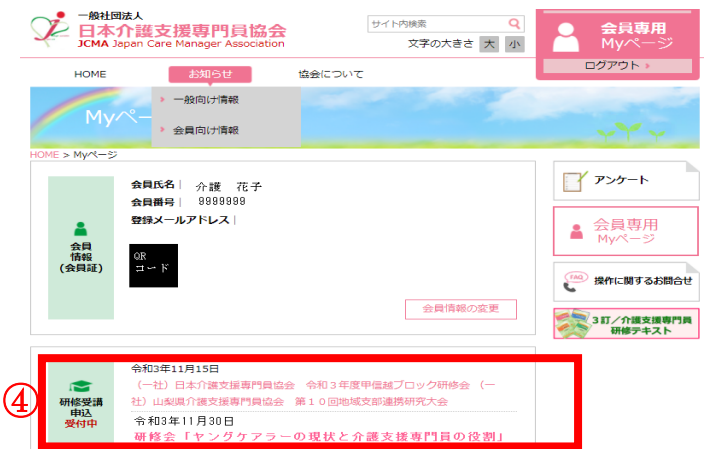 一般社団法人
日本介護支援専門員協会
JCMA Japan Care Manager Association
サイト内検索
文字の大きさ 大 小
会員専用
Myページ
ログアウト
HOME お知らせ 協会について
一般向け情報
会員向け情報
Myペー
HOME > Myページ
会員
情報
(会員証)
会員氏名| 介護 花子
会員番号| 9999999
登録メールアドレス|
QR
コード
会員情報の変更
アンケート
会員専用
Myページ
FAQ 操作に関するお問合せ
3訂/介護支援専門員
研修テキスト
④
研修受講
申込
受付中
令和3年11月15日
(一社)日本介護支援専門員協会 令和3年度甲信越ブロック研修会 (一
社)山梨県介護支援専門員協会 第10回地域支部連携研究大会
令和3年11月30日
研修会「ヤングケアラーの現状と介護支援専門員の役割」